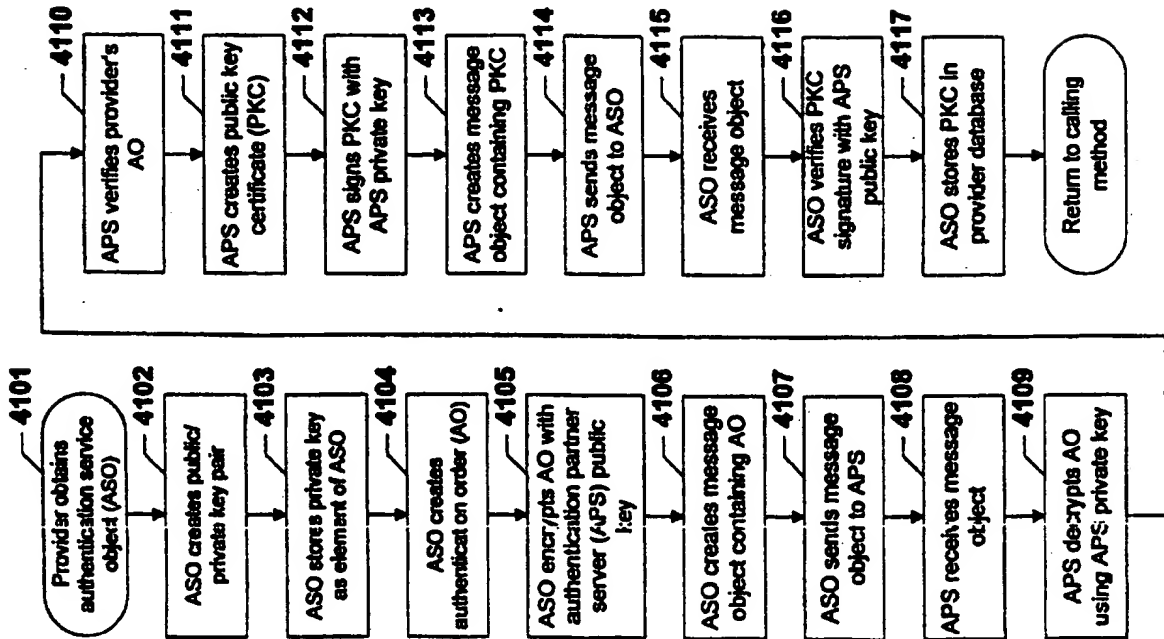 4101
Provider obtains
authentication service
object (ASO)
4102
ASO creates public/
private key pair
4103
ASO stores private key
as element of ASO
4104
ASO creates
authenticat on order (AO)
4105
ASO encrypts AO with
authentication partner
server (APS) public
key
4106
ASO creates message
object containing AO
4107
ASO sends message
object to APS
4108
APS receives message
object
4109
APS decrypts AO
using APS private key
4110
APS verifies provider's
AO
4111
APS creates public key
certificate (PKC)
4112
APS signs PKC with
APS private key
4113
APS creates message
object containing PKC
4114
APS sends message
object to ASO
4115
ASO receives
message object
4116
ASO verifies PKC
signature with APS
public key
4117
ASO stores PKC in
provider database
Return to calling
method